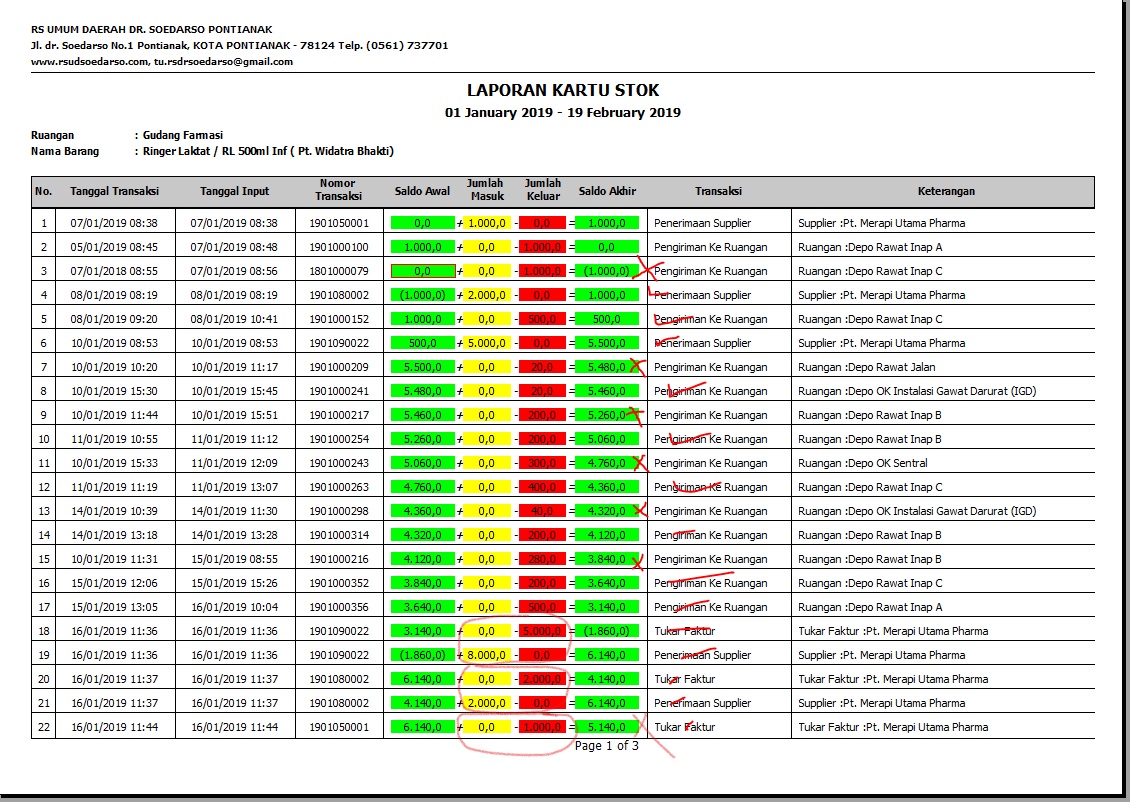 RS UMUM DAERAH DR. SOEDARSO PONTIANAK
Jl. dr. Soedarso No.1 Pontianak, KOTA PONTIANAK - 78124 Telp. (0561) 737701
www.rsudsoedarso.com, tu.rsdrsoedarso@gmail.com
LAPORAN KARTU STOK
01 January 2019 - 19 February 2019
Ruangan : Gudang Farmasi
Nama Barang : Ringer Laktat / RL 500ml Inf ( Pt. Widatra Bhakti)
No. Tanggal Transaksi Tanggal Input Nomor Transaksi Saldo Awal Jumlah Masuk Jumlah Keluar Saldo Akhir Transaksi Keterangan
1 07/01/2019 08:38 07/01/2019 08:38 1901050001 0,0 + 1.000,0 - 0,0 = 1.000,0 Penerimaan Supplier Supplier :Pt. Merapi Utama Pharma
2 05/01/2019 08:45 07/01/2019 08:48 1901000100 1.000,0 + 0,0 - 1.000,0 = 0,0 Pengiriman Ke Ruangan Ruangan :Depo Rawat Inap A
3 07/01/2018 08:55 07/01/2019 08:56 1801000079 0,0 + 0,0 - 1.000,0 = (1.000,0) Pengiriman Ke Ruangan Ruangan :Depo Rawat Inap C
4 08/01/2019 08:19 08/01/2019 08:19 1901080002 (1.000,0) + 2.000,0 - 0,0 = 1.000,0 Penerimaan Supplier Supplier :Pt. Merapi Utama Pharma
5 08/01/2019 09:20 08/01/2019 10:41 1901000152 1.000,0 + 0,0 - 500,0 = 500,0 Pengiriman Ke Ruangan Ruangan :Depo Rawat Inap C
6 10/01/2019 08:53 10/01/2019 08:53 1901090022 500,0 + 5.000,0 - 0,0 = 5.500,0 Penerimaan Supplier Supplier :Pt. Merapi Utama Pharma
7 10/01/2019 10:20 10/01/2019 11:17 1901000209 5.500,0 + 0,0 - 20,0 = 5.480,0 Pengiriman Ke Ruangan Ruangan :Depo Rawat Jalan
8 10/01/2019 15:30 10/01/2019 15:45 1901000241 5.480,0 + 0,0 - 20,0 = 5.460,0 Pengiriman Ke Ruangan Ruangan :Depo OK Instalasi Gawat Darurat (IGD)
9 10/01/2019 11:44 10/01/2019 15:51 1901000217 5.460,0 + 0,0 - 200,0 = 5.260,0 Pengiriman Ke Ruangan Ruangan :Depo Rawat Inap B
10 11/01/2019 10:55 11/01/2019 11:12 1901000254 5.260,0 + 0,0 - 200,0 = 5.060,0 Pengiriman Ke Ruangan Ruangan :Depo Rawat Inap B
11 10/01/2019 15:33 11/01/2019 12:09 1901000243 5.060,0 + 0,0 - 300,0 = 4.760,0 Pengiriman Ke Ruangan Ruangan :Depo OK Sentral
12 11/01/2019 11:19 11/01/2019 13:07 1901000263 4.760,0 + 0,0 - 400,0 = 4.360,0 Pengiriman Ke Ruangan Ruangan :Depo Rawat Inap C
13 14/01/2019 10:39 14/01/2019 11:30 1901000298 4.360,0 + 0,0 - 40,0 = 4.320,0 Pengiriman Ke Ruangan Ruangan :Depo OK Instalasi Gawat Darurat (IGD)
14 14/01/2019 13:18 14/01/2019 13:28 1901000314 4.320,0 + 0,0 - 200,0 = 4.120,0 Pengiriman Ke Ruangan Ruangan :Depo Rawat Inap B
15 10/01/2019 11:31 15/01/2019 08:55 1901000216 4.120,0 + 0,0 - 280,0 = 3.840,0 Pengiriman Ke Ruangan Ruangan :Depo Rawat Inap B
16 15/01/2019 12:06 15/01/2019 15:26 1901000352 3.840,0 + 0,0 - 200,0 = 3.640,0 Pengiriman Ke Ruangan Ruangan :Depo Rawat Inap C
17 15/01/2019 13:05 16/01/2019 10:04 1901000356 3.640,0 + 0,0 - 500,0 = 3.140,0 Pengiriman Ke Ruangan Ruangan :Depo Rawat Inap A
18 16/01/2019 11:36 16/01/2019 11:36 1901090022 3.140,0 + 0,0 - 5.000,0 = (1.860,0) Tukar Faktur Tukar Faktur :Pt. Merapi Utama Pharma
19 16/01/2019 11:36 16/01/2019 11:36 1901090022 (1.860,0) + 8.000,0 - 0,0 = 6.140,0 Penerimaan Supplier Supplier :Pt. Merapi Utama Pharma
20 16/01/2019 11:37 16/01/2019 11:37 1901080002 6.140,0 + 0,0 - 2.000,0 = 4.140,0 Tukar Faktur Tukar Faktur :Pt. Merapi Utama Pharma
21 16/01/2019 11:37 16/01/2019 11:37 1901080002 4.140,0 + 2.000,0 - 0,0 = 6.140,0 Penerimaan Supplier Supplier :Pt. Merapi Utama Pharma
22 16/01/2019 11:44 16/01/2019 11:44 1901050001 6.140,0 + 0,0 - 1.000,0 = 5.140,0 Tukar Faktur Tukar Faktur :Pt. Merapi Utama Pharma
Page 1 of 3